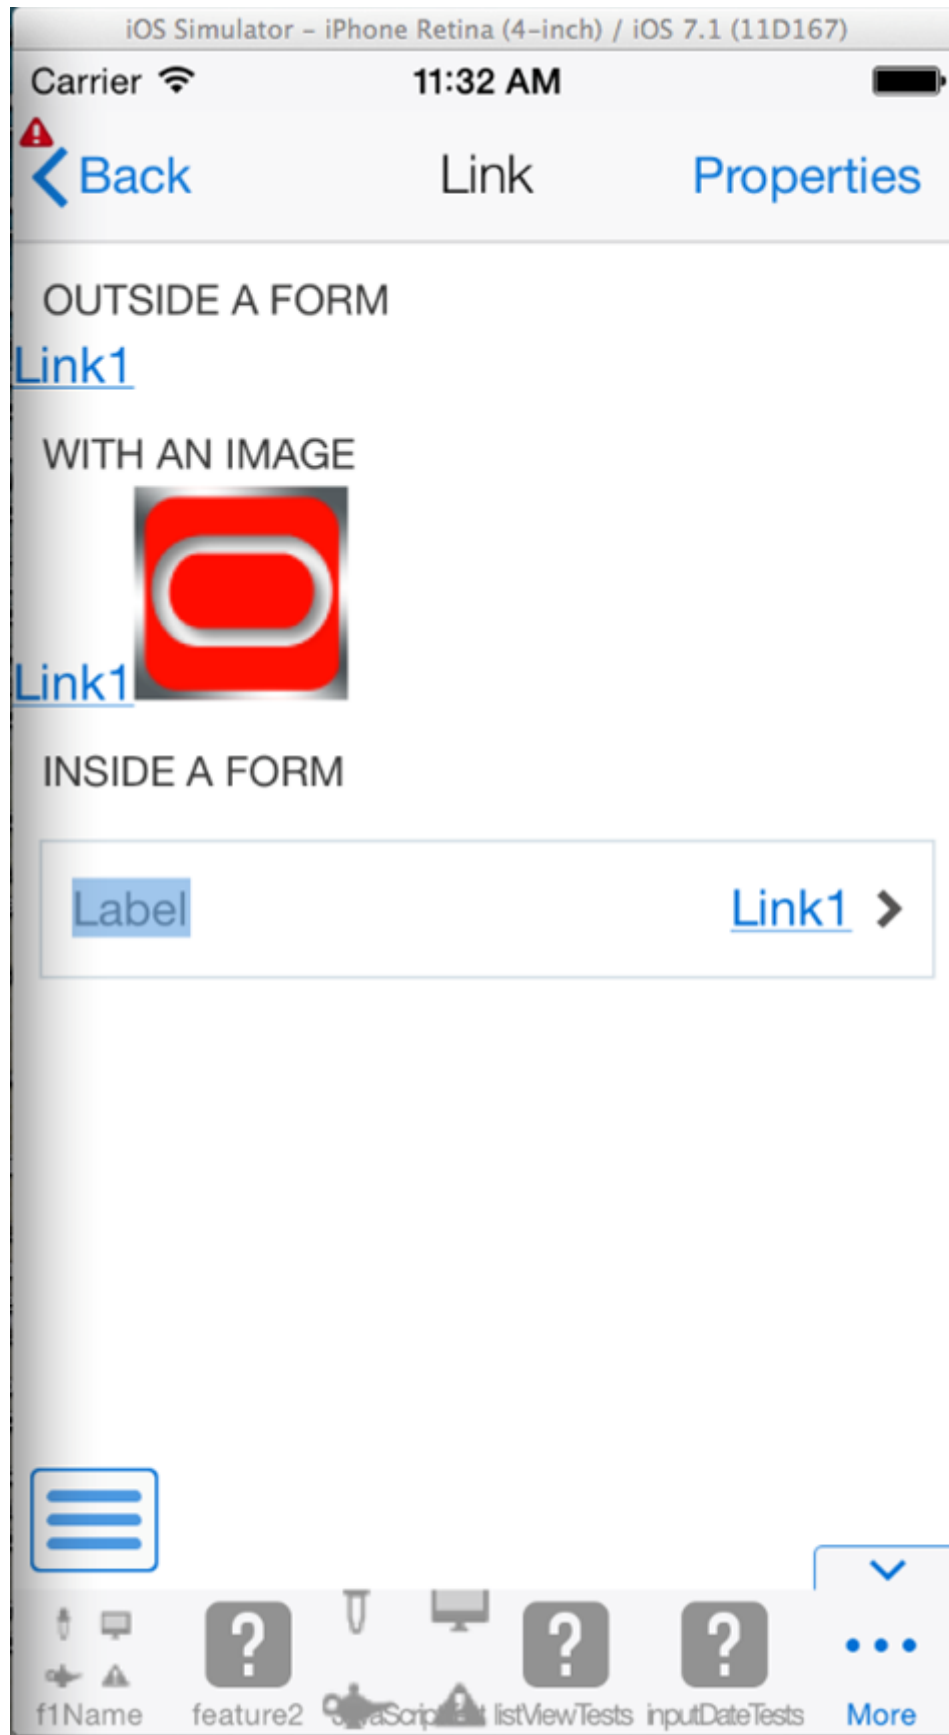 iOS Simulator - iPhone Retina (4-inch) / iOS 7.1 (11D167)
Carrier 11:32 AM
Back Link Properties
OUTSIDE A FORM
Link1
WITH AN IMAGE
Link1
INSIDE A FORM
Label Link1
f1Name feature2 listViewTests inputDateTests More